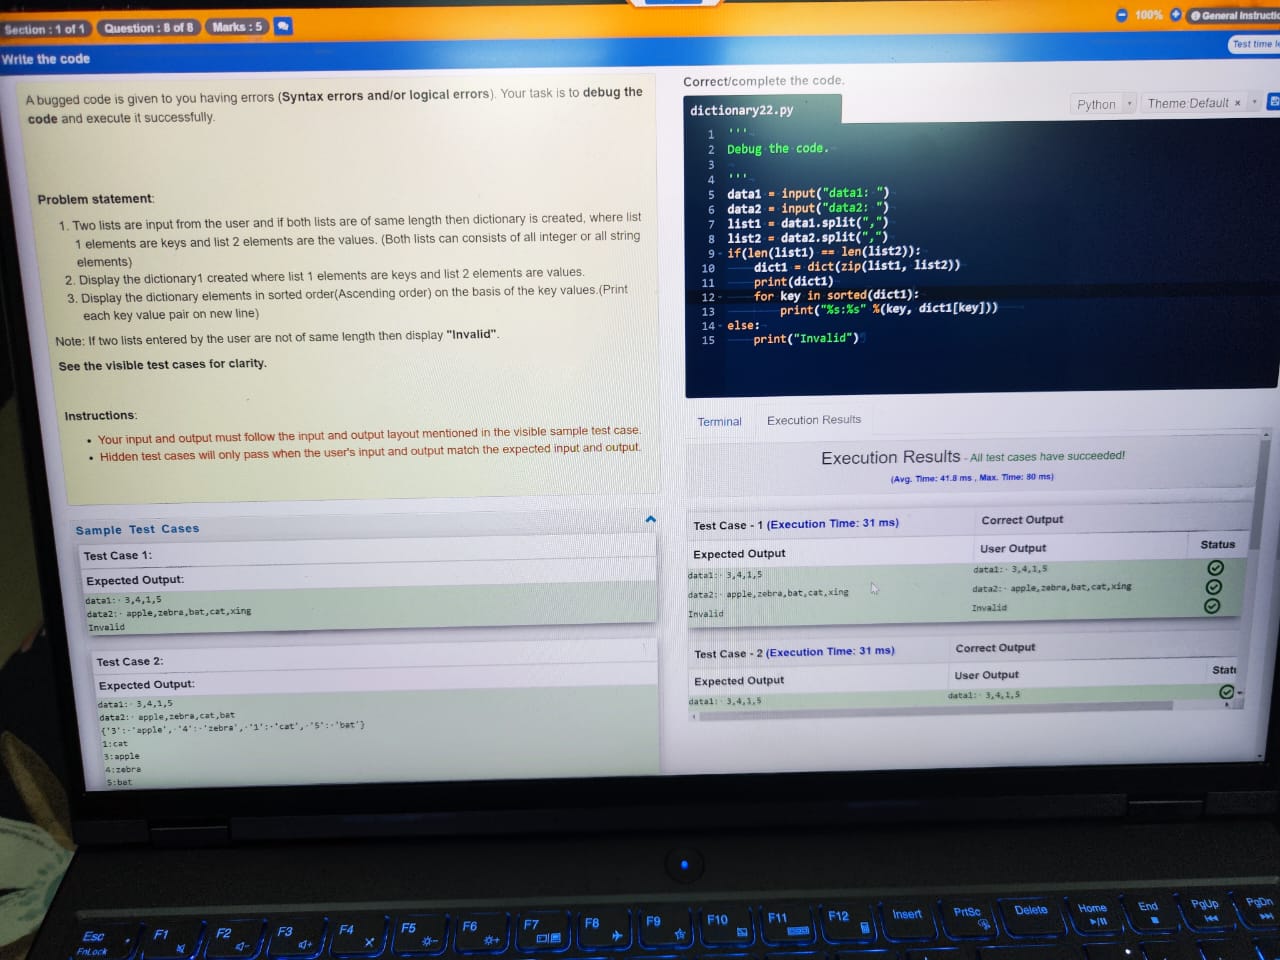 Section : 1 of 1 Question : 8 of 8 Marks : 5
100% General Instructio
Write the code
Test time le
A bugged code is given to you having errors (Syntax errors and/or logical errors). Your task is to debug the
code and execute it successfully.
Problem statement:
1. Two lists are input from the user and if both lists are of same length then dictionary is created, where list
1 elements are keys and list 2 elements are the values. (Both lists can consists of all integer or all string
elements)
2. Display the dictionary1 created where list 1 elements are keys and list 2 elements are values.
3. Display the dictionary elements in sorted order(Ascending order) on the basis of the key values.(Print
each key value pair on new line)
Note: If two lists entered by the user are not of same length then display "Invalid".
See the visible test cases for clarity.
Instructions:
• Your input and output must follow the input and output layout mentioned in the visible sample test case.
• Hidden test cases will only pass when the user's input and output match the expected input and output.
Sample Test Cases
Test Case 1:
Expected Output:
data1: 3,4,1,5
data2: apple,zebra,bat,cat,xing
Invalid
Test Case 2:
Expected Output:
data1: 3,4,1,5
data2: apple,zebra,cat,bat
{'3': 'apple', '4': 'zebra', '1': 'cat', '5': 'bat'}
1:cat
3:apple
4:zebra
5:bat
Correct/complete the code.
dictionary22.py
Python Theme:Default ×
1 '''
2 Debug the code.
3
4 '''
5 data1 = input("data1: ")
6 data2 = input("data2: ")
7 list1 = data1.split(",")
8 list2 = data2.split(",")
9 if(len(list1) == len(list2)):
10 dict1 = dict(zip(list1, list2))
11 print(dict1)
12 for key in sorted(dict1):
13 print("%s:%s" %(key, dict1[key]))
14 else:
15 print("Invalid")
Terminal Execution Results
Execution Results - All test cases have succeeded!
(Avg. Time: 41.8 ms , Max. Time: 80 ms)
Test Case - 1 (Execution Time: 31 ms) Correct Output
Expected Output User Output Status
data1: 3,4,1,5 data1: 3,4,1,5
data2: apple,zebra,bat,cat,xing data2: apple,zebra,bat,cat,xing
Invalid Invalid
Test Case - 2 (Execution Time: 31 ms) Correct Output
Expected Output User Output Statu
data1: 3,4,1,5 data1: 3,4,1,5
Esc F1 F2 F3 F4 F5 F6 F7 F8 F9 F10 F11 F12 Insert PrtSc Delete Home End PgUp PgDn
FnLock